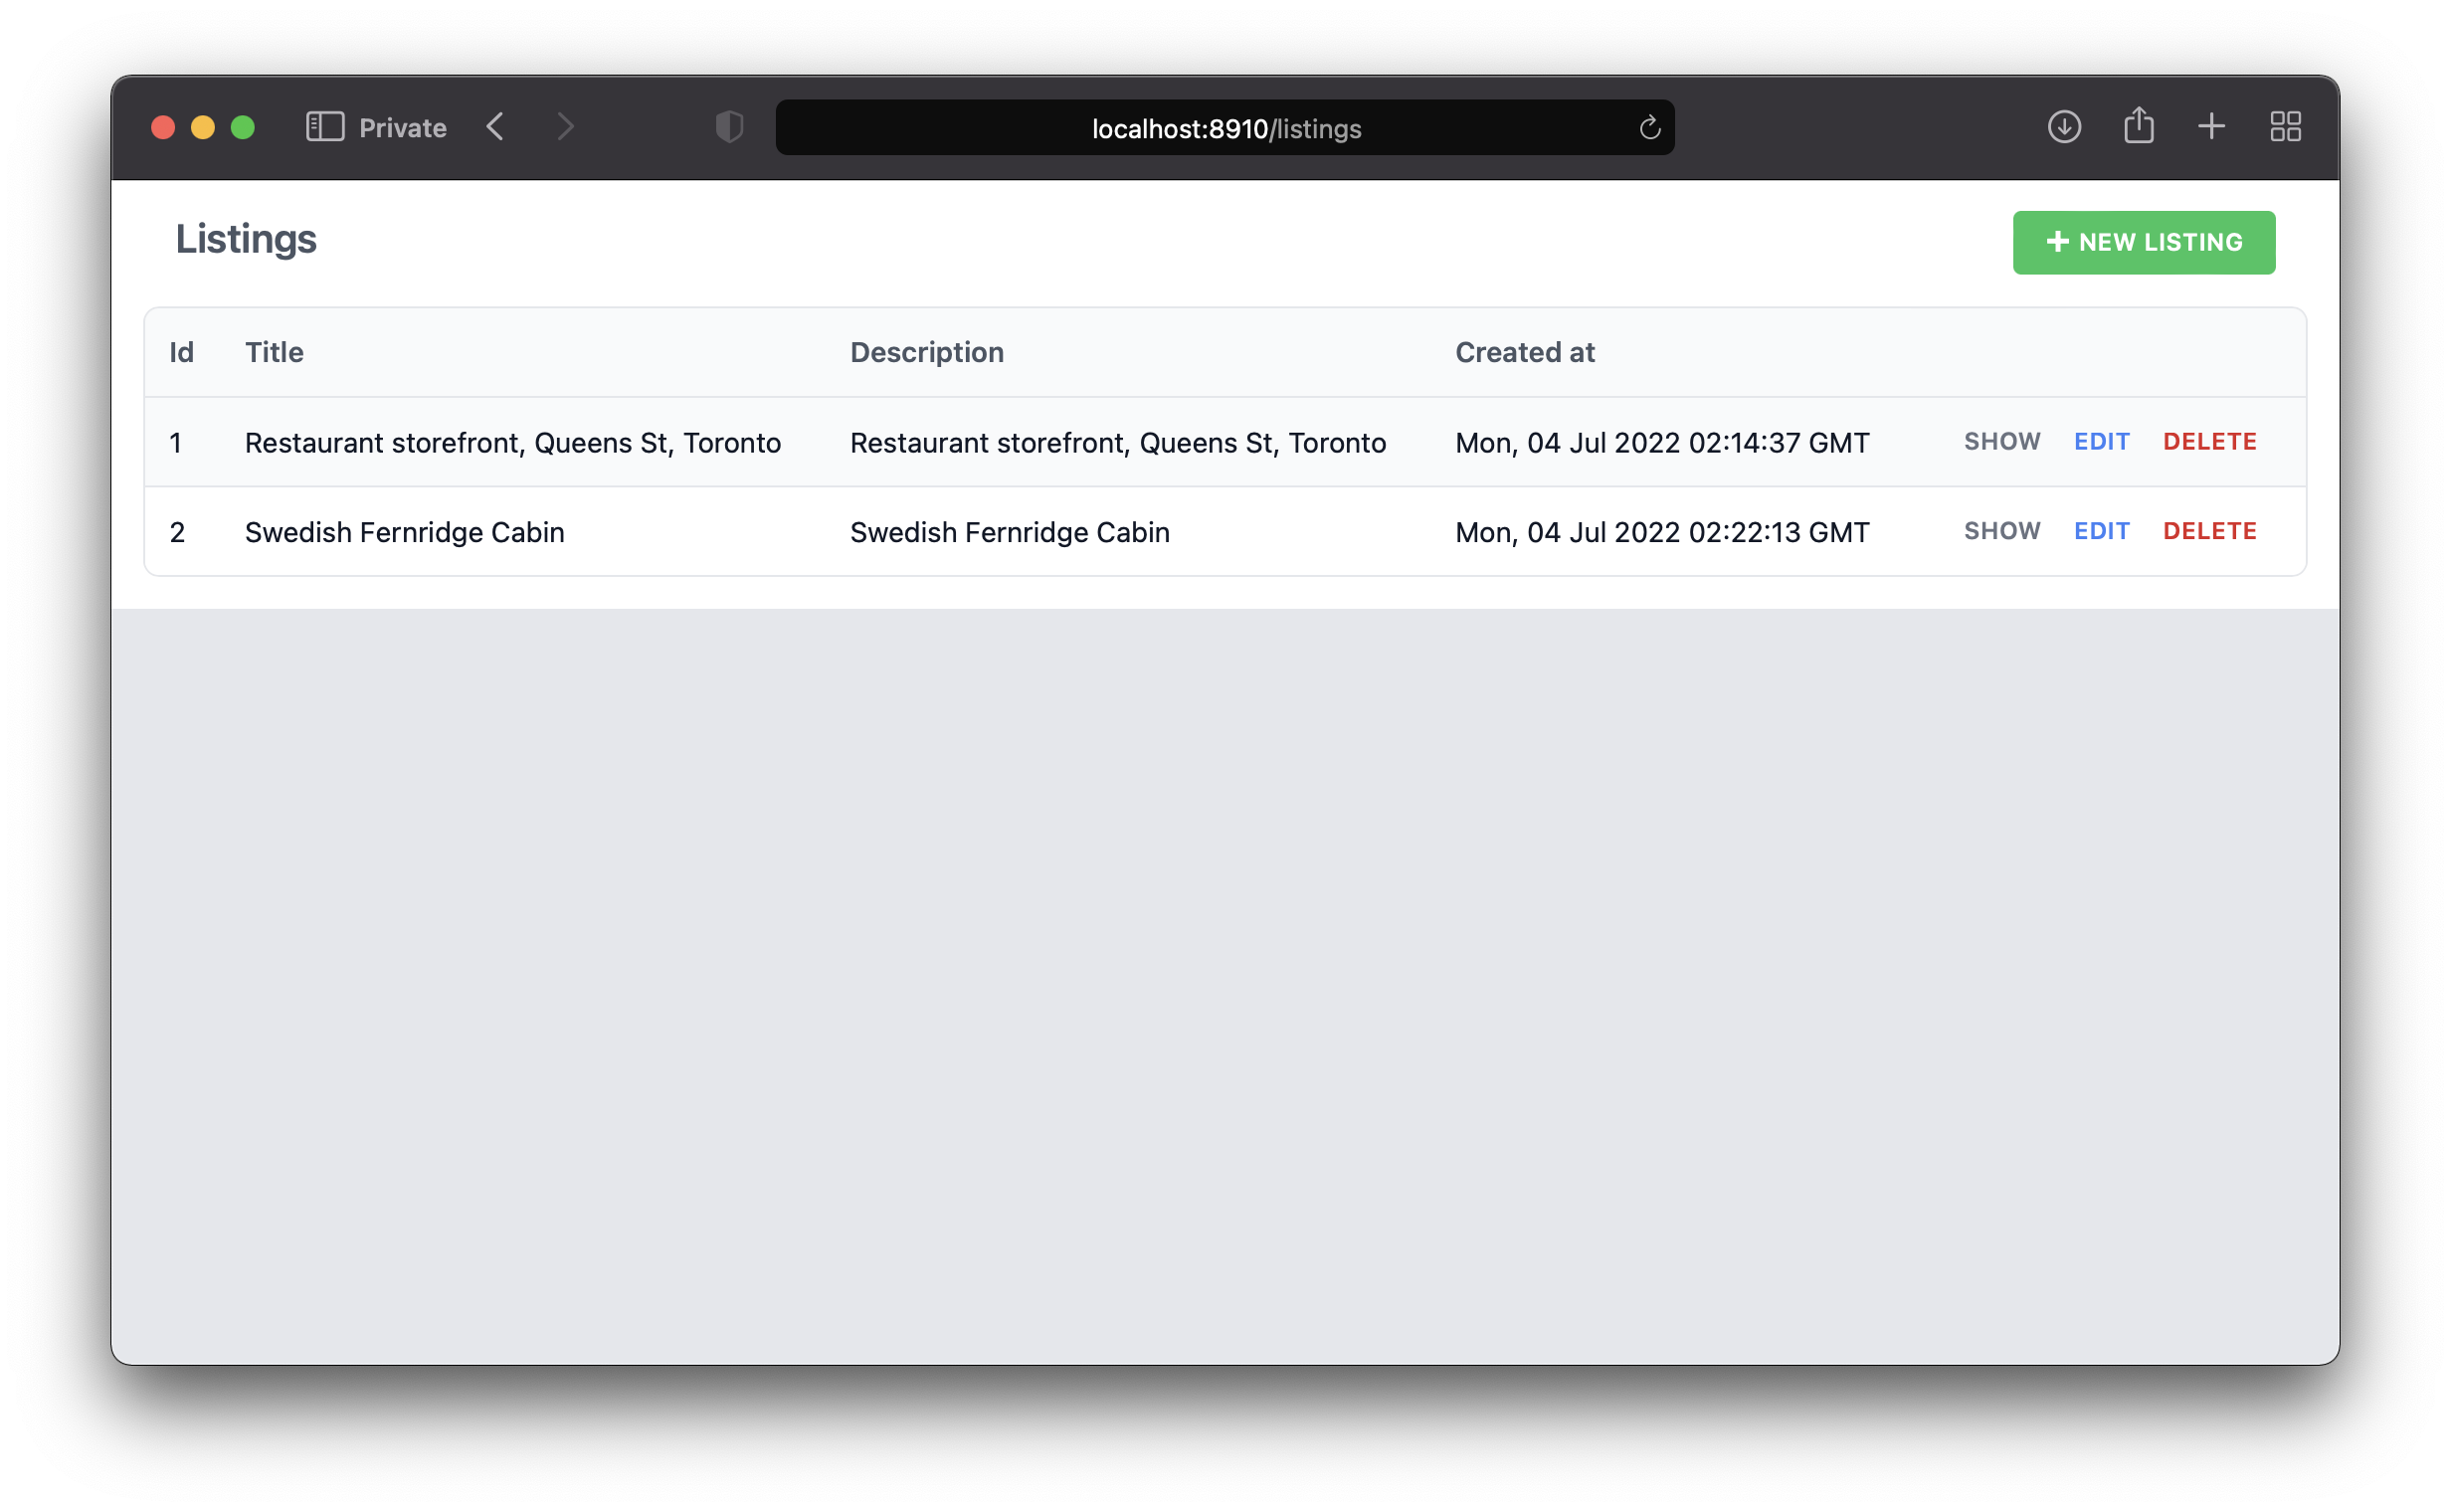 Private
localhost:8910/listings
Listings
+ NEW LISTING
Id Title Description Created at
1 Restaurant storefront, Queens St, Toronto Restaurant storefront, Queens St, Toronto Mon, 04 Jul 2022 02:14:37 GMT SHOW EDIT DELETE
2 Swedish Fernridge Cabin Swedish Fernridge Cabin Mon, 04 Jul 2022 02:22:13 GMT SHOW EDIT DELETE